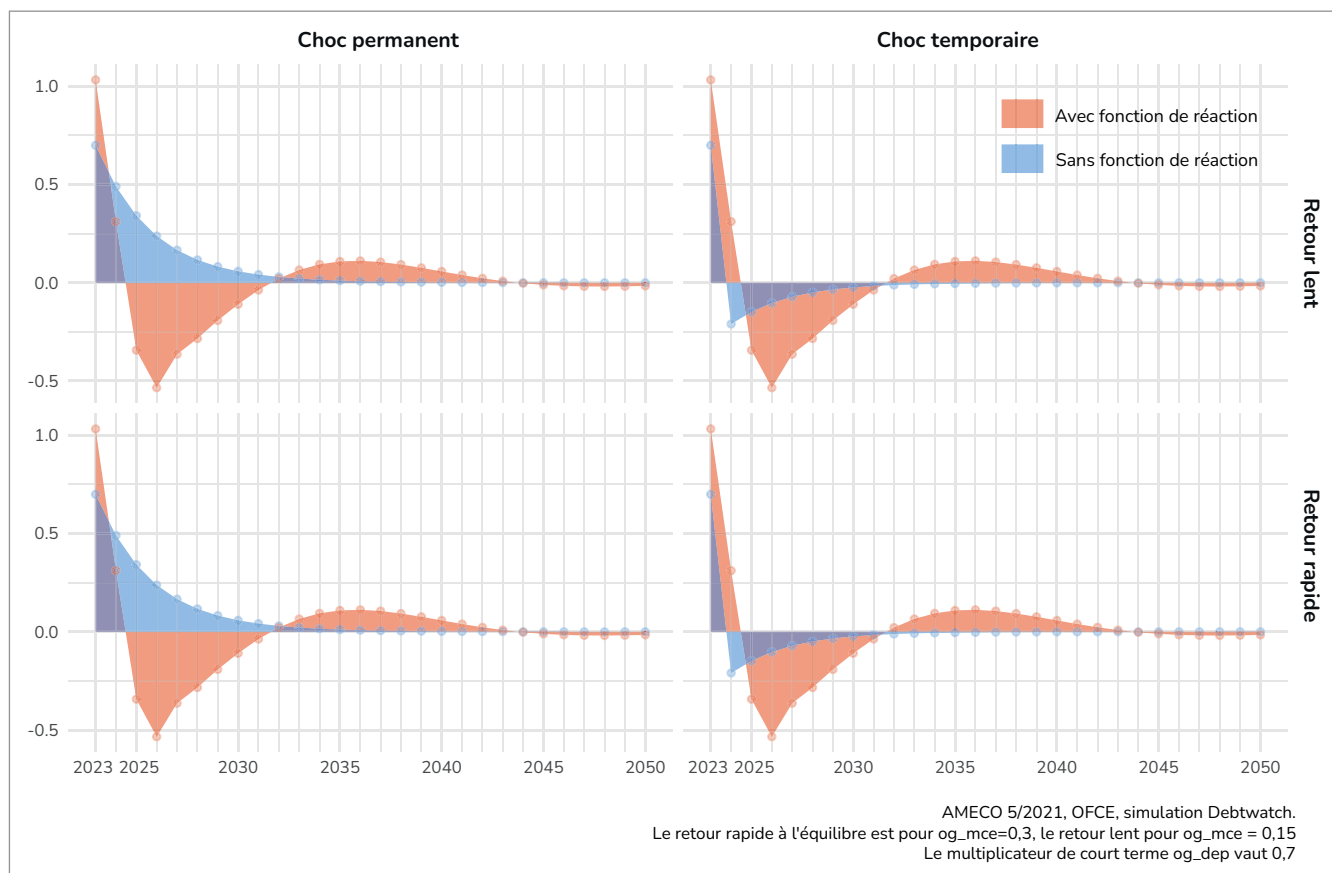 Choc permanent
Choc temporaire
1.0
0.5
0.0
-0.5
Avec fonction de réaction
Sans fonction de réaction
Retour lent
1.0
0.5
0.0
-0.5
Retour rapide
2023 2025 2030 2035 2040 2045 2050
2023 2025 2030 2035 2040 2045 2050
AMECO 5/2021, OFCE, simulation Debtwatch.
Le retour rapide à l'équilibre est pour og_mce=0,3, le retour lent pour og_mce = 0,15
Le multiplicateur de court terme og_dep vaut 0,7